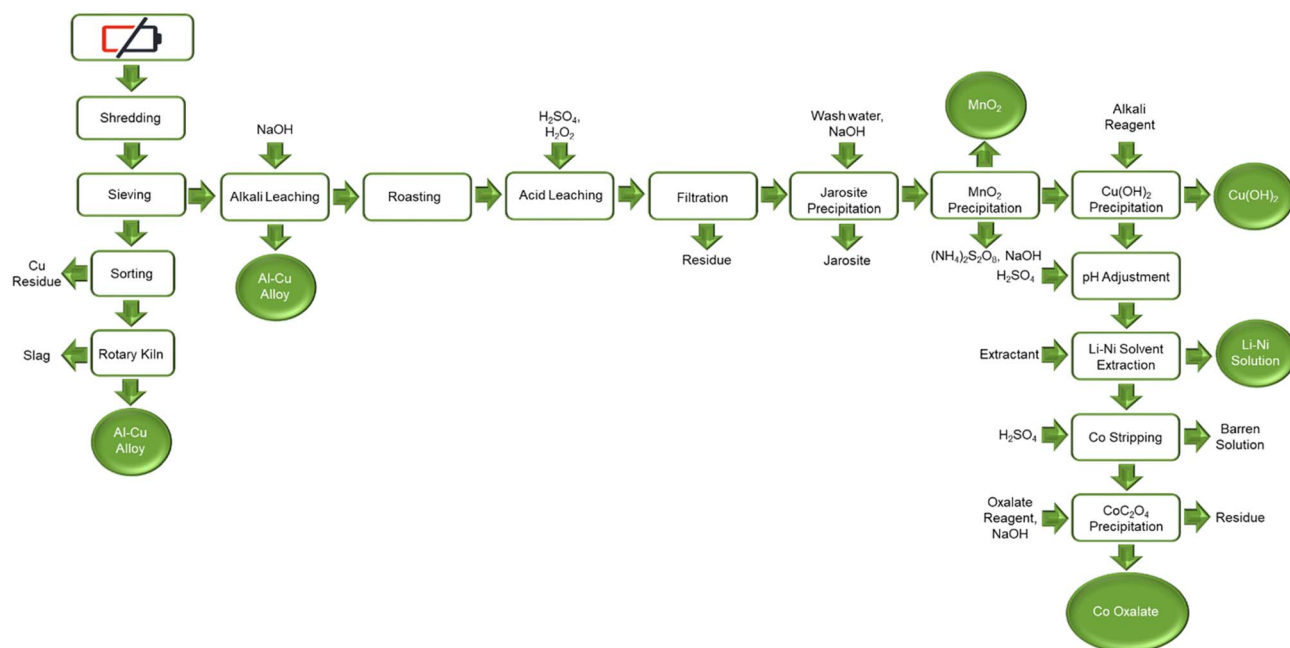 Shredding
Sieving
Sorting
Cu
Residue
Rotary Kiln
Slag
Al-Cu
Alloy
NaOH
Alkali Leaching
Al-Cu
Alloy
Roasting
H₂SO₄,
H₂O₂
Acid Leaching
Filtration
Residue
Wash water,
NaOH
Jarosite
Precipitation
Jarosite
MnO₂
MnO₂
Precipitation
(NH₄)₂S₂O₈, NaOH
Alkali
Reagent
Cu(OH)₂
Precipitation
Cu(OH)₂
H₂SO₄
pH Adjustment
Extractant
Li-Ni Solvent
Extraction
Li-Ni
Solution
H₂SO₄
Co Stripping
Barren
Solution
Oxalate
Reagent,
NaOH
CoC₂O₄
Precipitation
Residue
Co Oxalate